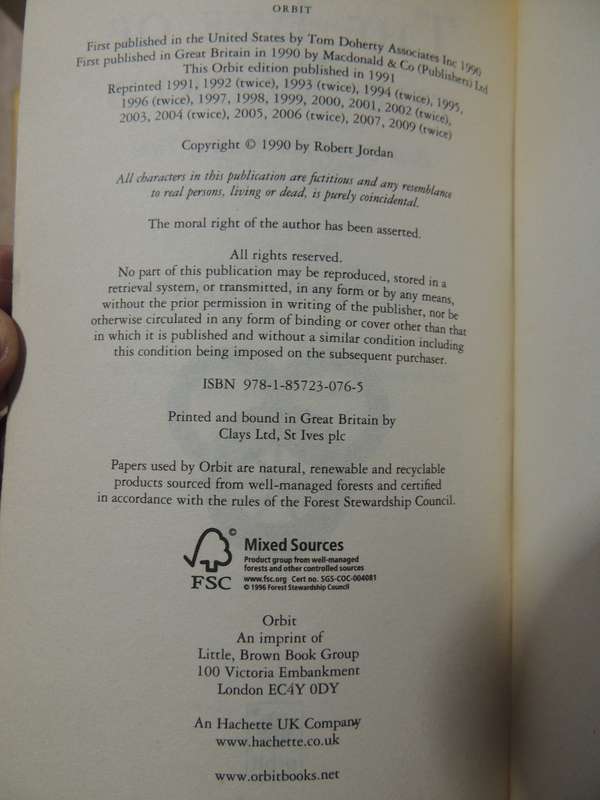 ORBIT
First published in the United States by Tom Doherty Associates Inc 1990
First published in Great Britain in 1990 by Macdonald & Co (Publishers) Ltd
This Orbit edition published in 1991
Reprinted 1991, 1992 (twice), 1993 (twice), 1994 (twice), 1995,
1996 (twice), 1997, 1998, 1999, 2000, 2001, 2002 (twice),
2003, 2004 (twice), 2005, 2006 (twice), 2007, 2009 (twice)
Copyright © 1990 by Robert Jordan
All characters in this publication are fictitious and any resemblance
to real persons, living or dead, is purely coincidental.
The moral right of the author has been asserted.
All rights reserved.
No part of this publication may be reproduced, stored in a
retrieval system, or transmitted, in any form or by any means,
without the prior permission in writing of the publisher, nor be
otherwise circulated in any form of binding or cover other than that
in which it is published and without a similar condition including
this condition being imposed on the subsequent purchaser.
ISBN 978-1-85723-076-5
Printed and bound in Great Britain by
Clays Ltd, St Ives plc
Papers used by Orbit are natural, renewable and recyclable
products sourced from well-managed forests and certified
in accordance with the rules of the Forest Stewardship Council.
©
FSC
Mixed Sources
Product group from well-managed
forests and other controlled sources
www.fsc.org Cert no. SGS-COC-004081
© 1996 Forest Stewardship Council
Orbit
An imprint of
Little, Brown Book Group
100 Victoria Embankment
London EC4Y 0DY
An Hachette UK Company
www.hachette.co.uk
www.orbitbooks.net